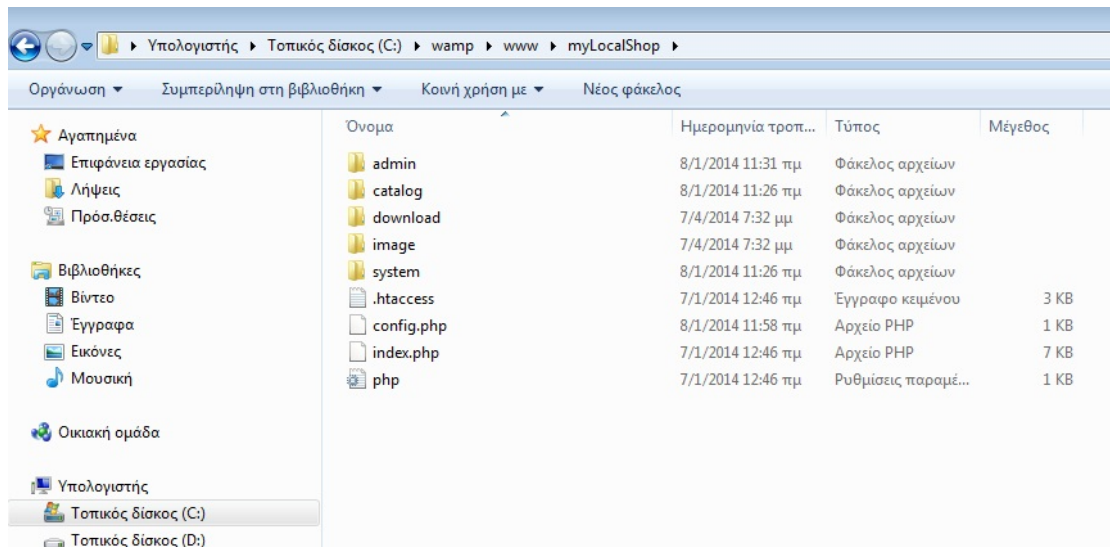 Υπολογιστής Τοπικός δίσκος (C:) wamp www myLocalShop
Οργάνωση Συμπερίληψη στη βιβλιοθήκη Κοινή χρήση με Νέος φάκελος
Αγαπημένα
Επιφάνεια εργασίας
Λήψεις
Πρόσ.θέσεις
Βιβλιοθήκες
Βίντεο
Έγγραφα
Εικόνες
Μουσική
Οικιακή ομάδα
Υπολογιστής
Τοπικός δίσκος (C:)
Τοπικός δίσκος (D:)
Όνομα Ημερομηνία τροπ... Τύπος Μέγεθος
admin 8/1/2014 11:31 πμ Φάκελος αρχείων
catalog 8/1/2014 11:26 πμ Φάκελος αρχείων
download 7/4/2014 7:32 μμ Φάκελος αρχείων
image 7/4/2014 7:32 μμ Φάκελος αρχείων
system 8/1/2014 11:26 πμ Φάκελος αρχείων
.htaccess 7/1/2014 12:46 πμ Έγγραφο κειμένου 3 KB
config.php 8/1/2014 11:58 πμ Αρχείο PHP 1 KB
index.php 7/1/2014 12:46 πμ Αρχείο PHP 7 KB
php 7/1/2014 12:46 πμ Ρυθμίσεις παραμέ... 1 KB